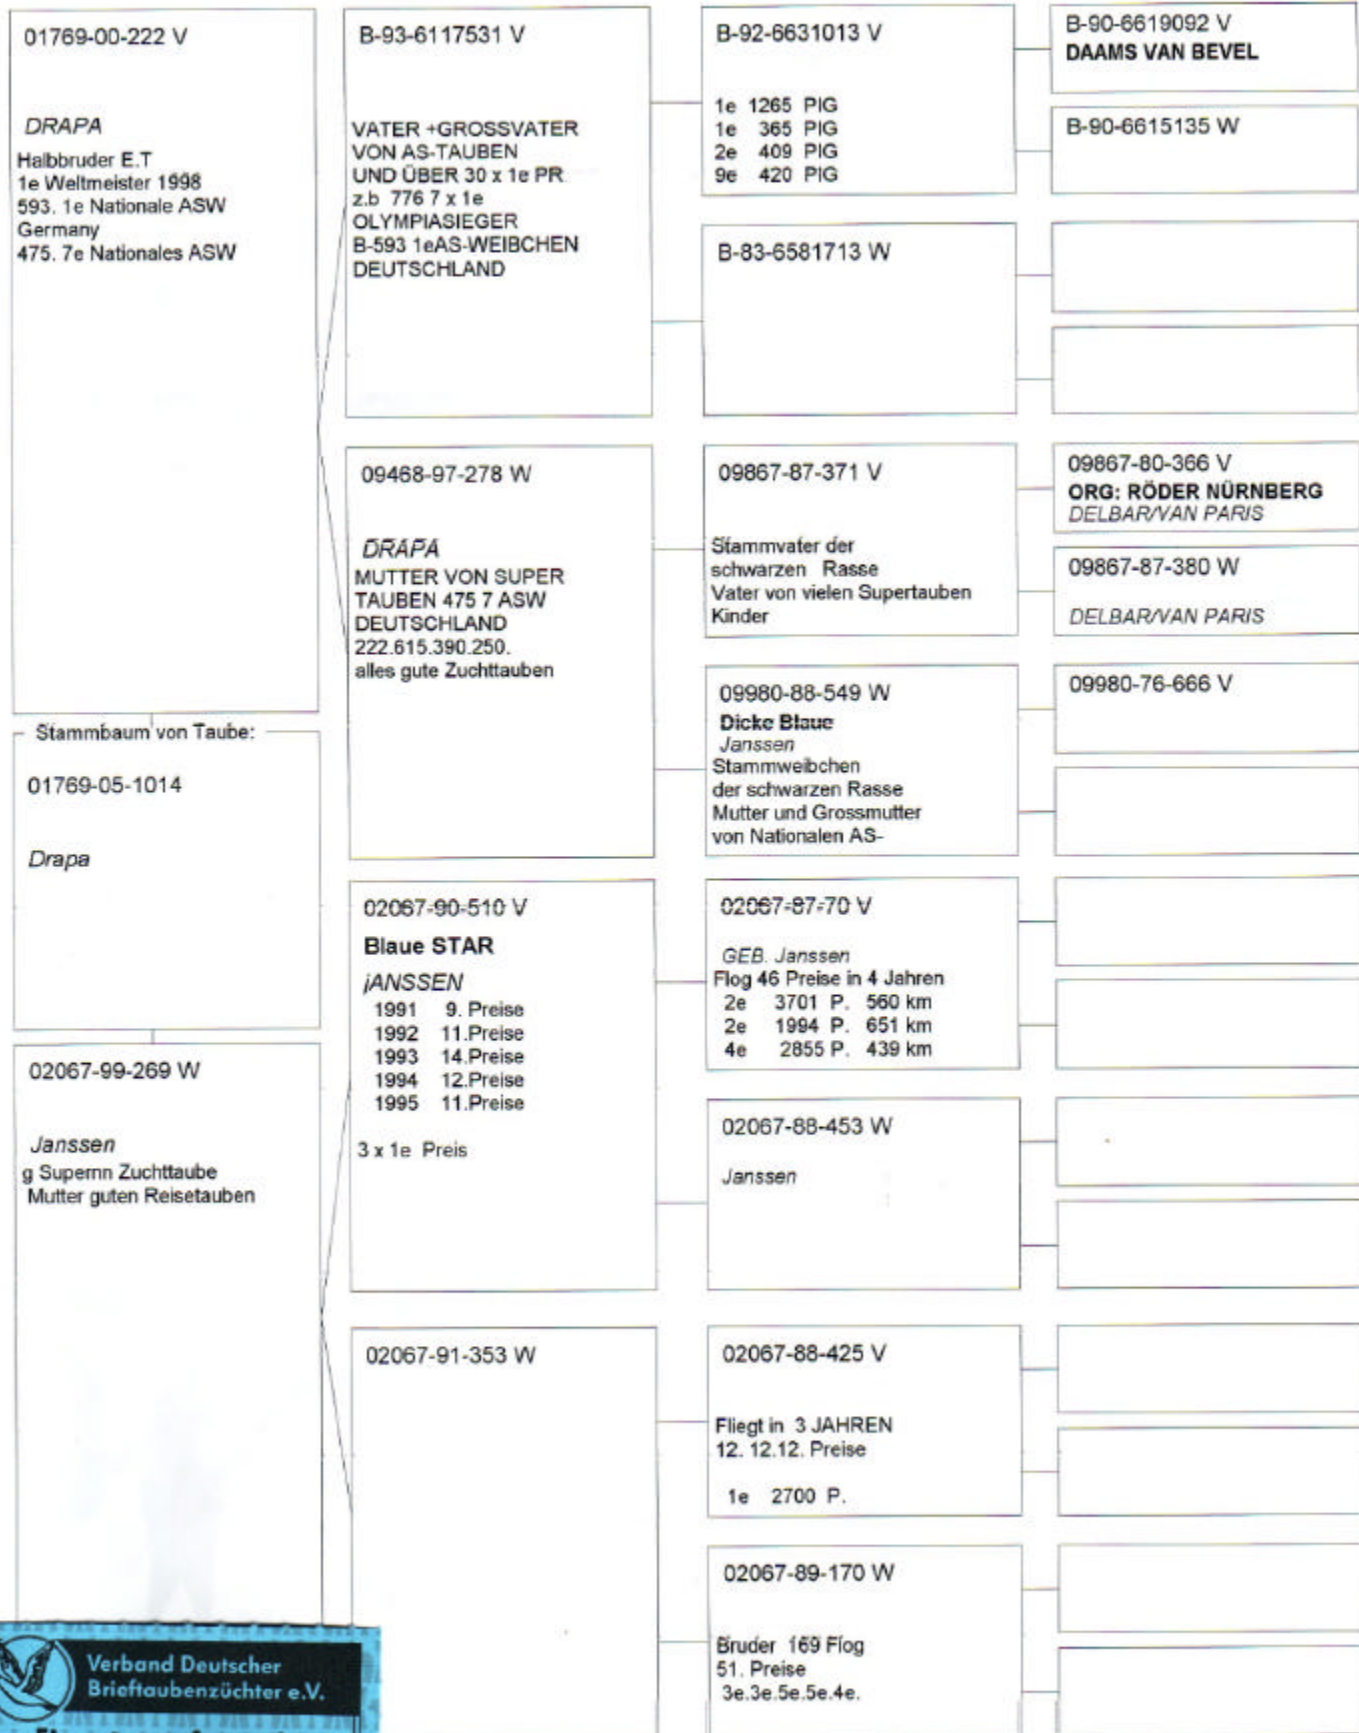 01769-00-222 V
DRAPA
Halbbruder E.T
1e Weltmeister 1998
593. 1e Nationale ASW
Germany
475. 7e Nationales ASW
Stammbaum von Taube:
01769-05-1014
Drapa
02067-99-269 W
Janssen
g Supernn Zuchttaube
Mutter guten Reisetauben
B-93-6117531 V
VATER +GROSSVATER
VON AS-TAUBEN
UND ÜBER 30 x 1e PR
z.b 776 7 x 1e
OLYMPIASIEGER
B-593 1eAS-WEIBCHEN
DEUTSCHLAND
09468-97-278 W
DRAPA
MUTTER VON SUPER
TAUBEN 475 7 ASW
DEUTSCHLAND
222.615.390.250.
alles gute Zuchttauben
02067-90-510 V
Blaue STAR
jANSSEN
1991 9. Preise
1992 11.Preise
1993 14.Preise
1994 12.Preise
1995 11.Preise
3 x 1e Preis
02067-91-353 W
B-92-6631013 V
1e 1265 PIG
1e 365 PIG
2e 409 PIG
9e 420 PIG
B-83-6581713 W
09867-87-371 V
Stammvater der
schwarzen Rasse
Vater von vielen Supertauben
Kinder
09980-88-549 W
Dicke Blaue
Janssen
Stammweibchen
der schwarzen Rasse
Mutter und Grossmutter
von Nationalen AS-
02067-87-70 V
GEB. Janssen
Flog 46 Preise in 4 Jahren
2e 3701 P. 560 km
2e 1994 P. 651 km
4e 2855 P. 439 km
02067-88-453 W
Janssen
02067-88-425 V
Fliegt in 3 JAHREN
12. 12.12. Preise
1e 2700 P.
02067-89-170 W
Bruder 169 Flog
51. Preise
3e.3e.5e.5e.4e.
B-90-6619092 V
DAAMS VAN BEVEL
B-90-6615135 W
09867-80-366 V
ORG: RÖDER NÜRNBERG
DELBAR/VAN PARIS
09867-87-380 W
DELBAR/VAN PARIS
09980-76-666 V
Verband Deutscher
Brieftaubenzüchter e.V.